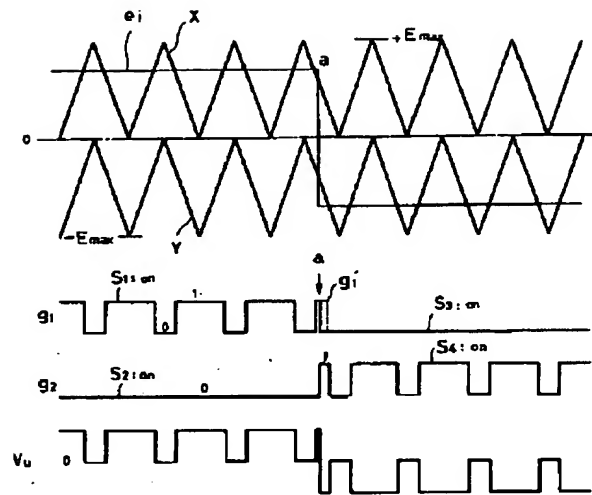 ei
X
a
+Emax
0
-Emax
Y
a
gi'
S1: on
1
g1
0
S3: on
S4: on
S2: on
g2
0
1
Vu
0